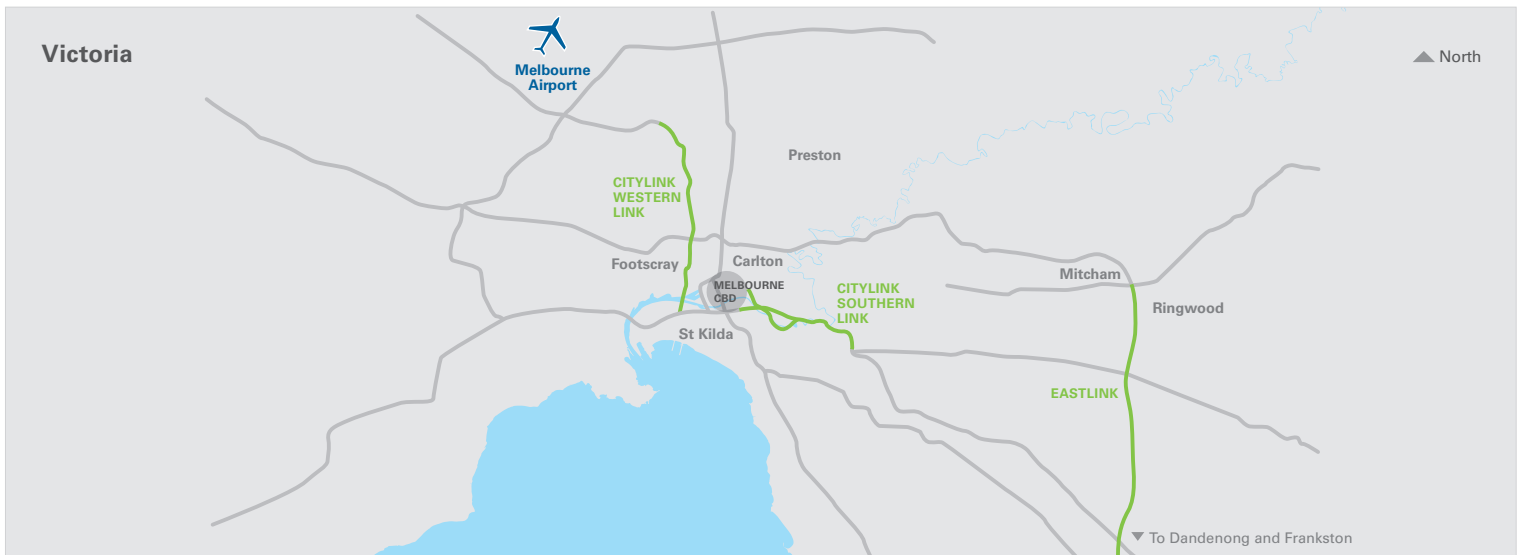 Victoria
Melbourne
Airport
North
Preston
CITYLINK
WESTERN
LINK
Footscray
Carlton
MELBOURNE
CBD
CITYLINK
SOUTHERN
LINK
Mitcham
Ringwood
St Kilda
EASTLINK
To Dandenong and Frankston